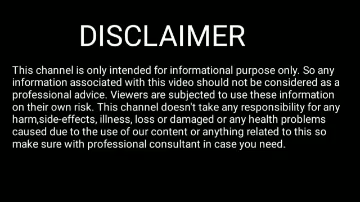 DISCLAIMER
This channel is only intended for informational purpose only. So any
information associated with this video should not be considered as a
professional advice. Viewers are subjected to use these information
on their own risk. This channel doesn't take any responsibility for any
harm,side-effects, illness, loss or damaged or any health problems
caused due to the use of our content or anything related to this so
make sure with professional consultant in case you need.